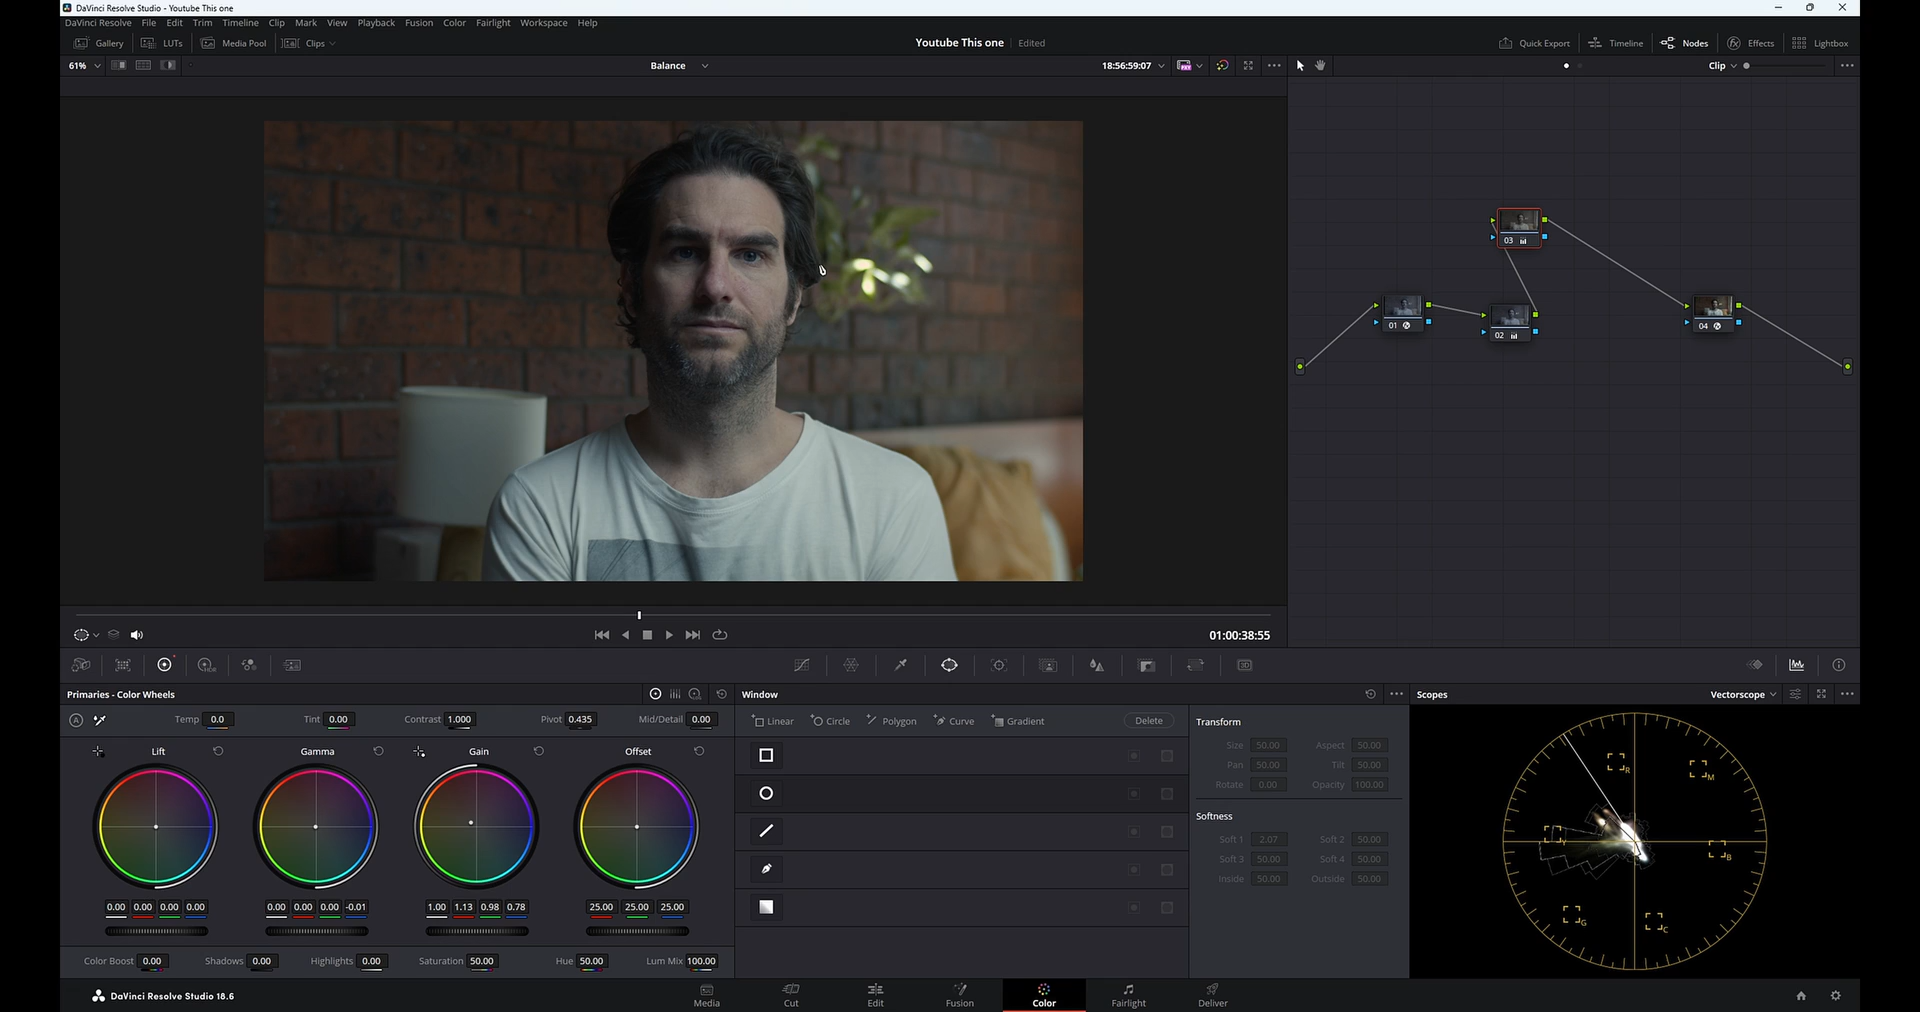 DaVinci Resolve Studio - Youtube This one
DaVinci Resolve File Edit Trim Timeline Clip Mark View Playback Fusion Color Fairlight Workspace Help
Gallery LUTs Media Pool Clips Youtube This one Edited Quick Export Timeline Nodes Effects Lightbox
61% Balance 18:56:59:07 Clip
03
01
02
04
01:00:38:55
HDR
3D
Primaries - Color Wheels
Window
Scopes
Vectorscope
A
Temp 0.0 Tint 0.00 Contrast 1.000 Pivot 0.435 Mid/Detail 0.00
Linear Circle Polygon Curve Gradient Delete
Transform
Size 50.00 Aspect 50.00
Pan 50.00 Tilt 50.00
Rotate 0.00 Opacity 100.00
Softness
Soft 1 2.07 Soft 2 50.00
Soft 3 50.00 Soft 4 50.00
Inside 50.00 Outside 50.00
Lift Gamma Gain Offset
0.00 0.00 0.00 0.00 0.00 0.00 0.00 -0.01 1.00 1.13 0.98 0.78 25.00 25.00 25.00
Color Boost 0.00 Shadows 0.00 Highlights 0.00 Saturation 50.00 Hue 50.00 Lum Mix 100.00
R
M
Y
B
G
C
DaVinci Resolve Studio 18.6
Media Cut Edit Fusion Color Fairlight Deliver